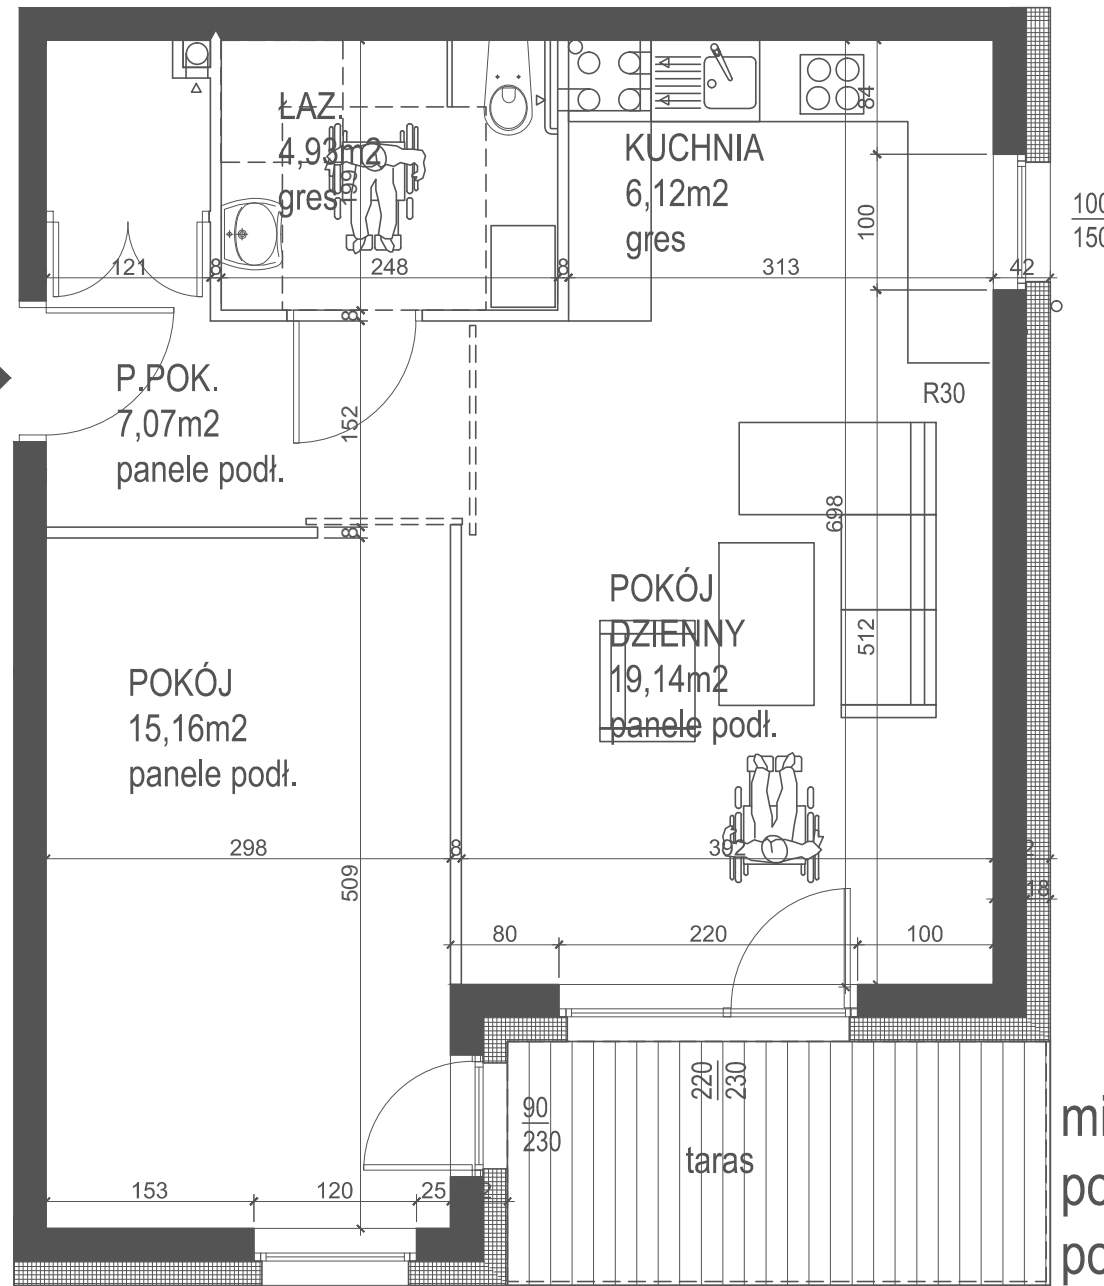 ŁAZ.
4,93m2
gres
199
KUCHNIA
6,12m2
gres
84
100
100
121
8
248
8
313
42
8
P.POK.
7,07m2
panele podł.
152
R30
8
698
POKÓJ
DZIENNY
19,14m2
panele podł.
512
POKÓJ
15,16m2
panele podł.
298
8
392
509
18
80
220
100
220
230
90
230
taras
153
120
25